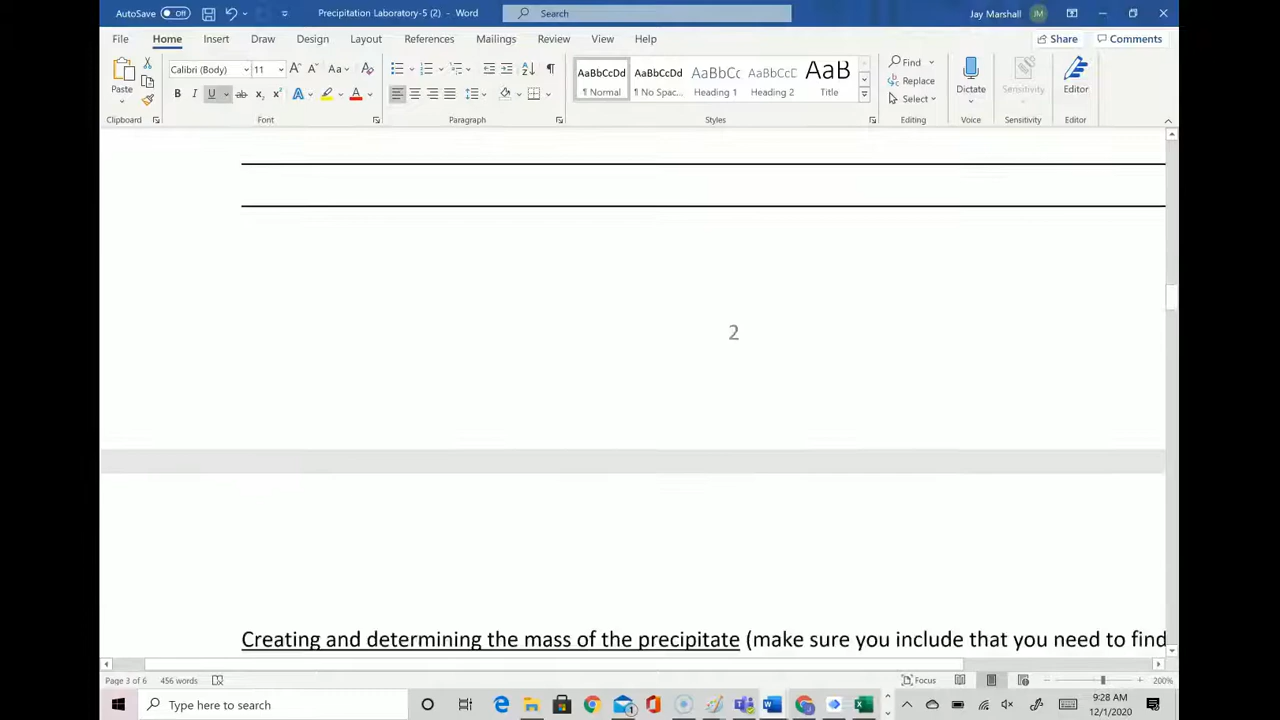 AutoSave Off Precipitation Laboratory-5 (2) - Word Search Jay Marshall JM
File Home Insert Draw Design Layout References Mailings Review View Help Share Comments
Calibri (Body) 11 AaBbCcDd AaBbCcDd AaBbCc AaBbCcD AaB Find
Paste ¶ Normal ¶ No Spac... Heading 1 Heading 2 Title Replace Dictate Sensitivity Editor
Select
Clipboard Font Paragraph Styles Editing Voice Sensitivity Editor
2
Creating and determining the mass of the precipitate (make sure you include that you need to find
Page 3 of 6 456 words Focus 200%
Type here to search 9:28 AM
12/1/2020